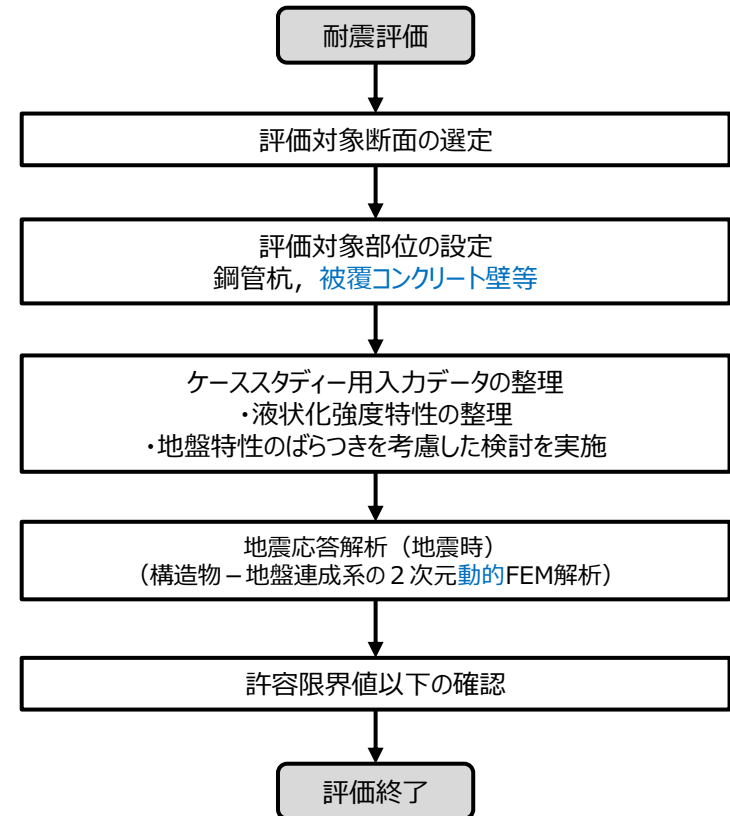 耐震評価
評価対象断面の選定
評価対象部位の設定
鋼管杭，被覆コンクリート壁等
ケーススタディー用入力データの整理
・液状化強度特性の整理
・地盤特性のばらつきを考慮した検討を実施
地震応答解析（地震時）
（構造物－地盤連成系の２次元動的FEM解析）
許容限界値以下の確認
評価終了